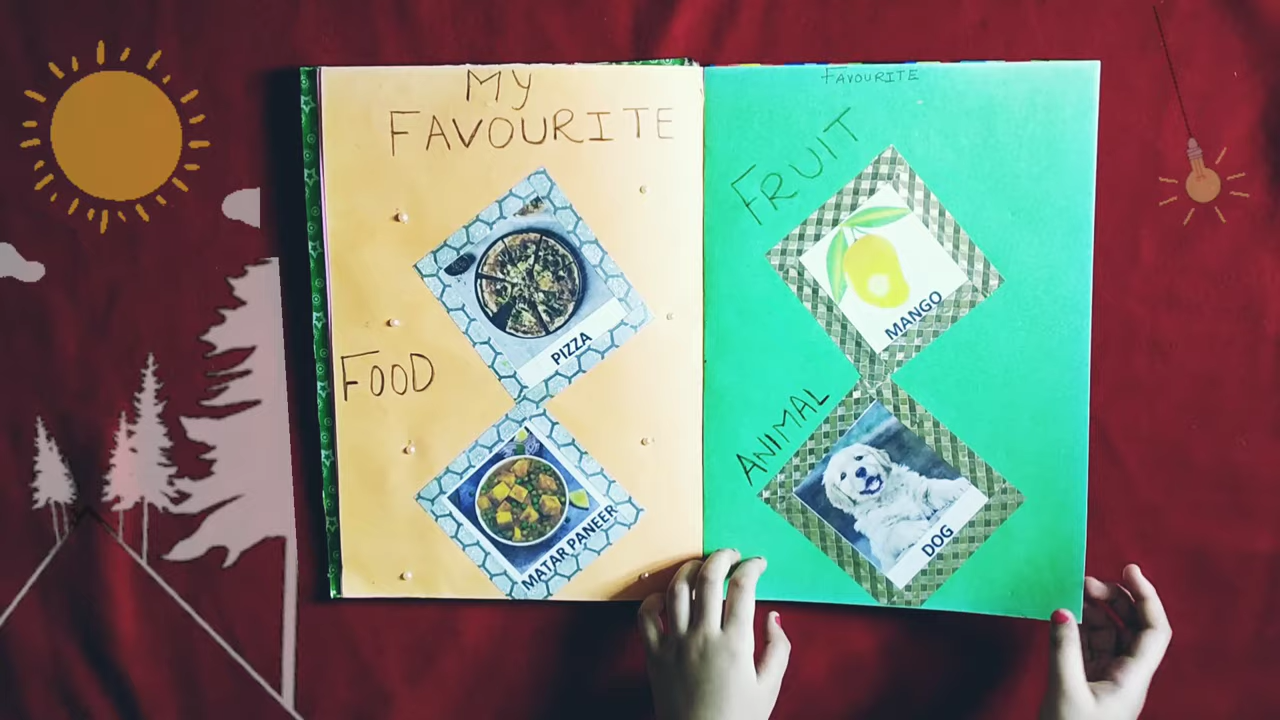 MY
FAVOURITE
PIZZA
FOOD
MATAR PANEER
FAVOURITE
FRUIT
MANGO
ANIMAL
DOG